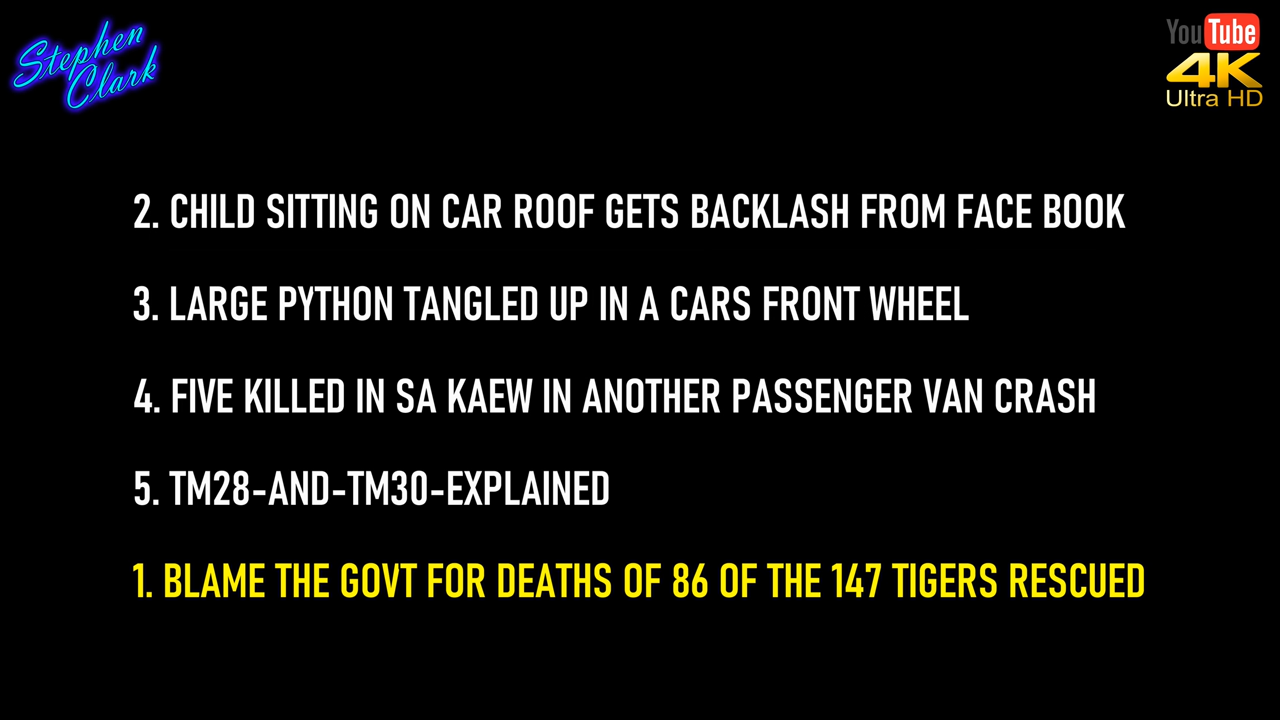 Stephen
Clark
YouTube
4K
Ultra HD
2. CHILD SITTING ON CAR ROOF GETS BACKLASH FROM FACE BOOK
3. LARGE PYTHON TANGLED UP IN A CARS FRONT WHEEL
4. FIVE KILLED IN SA KAEW IN ANOTHER PASSENGER VAN CRASH
5. TM28-AND-TM30-EXPLAINED
1. BLAME THE GOVT FOR DEATHS OF 86 OF THE 147 TIGERS RESCUED